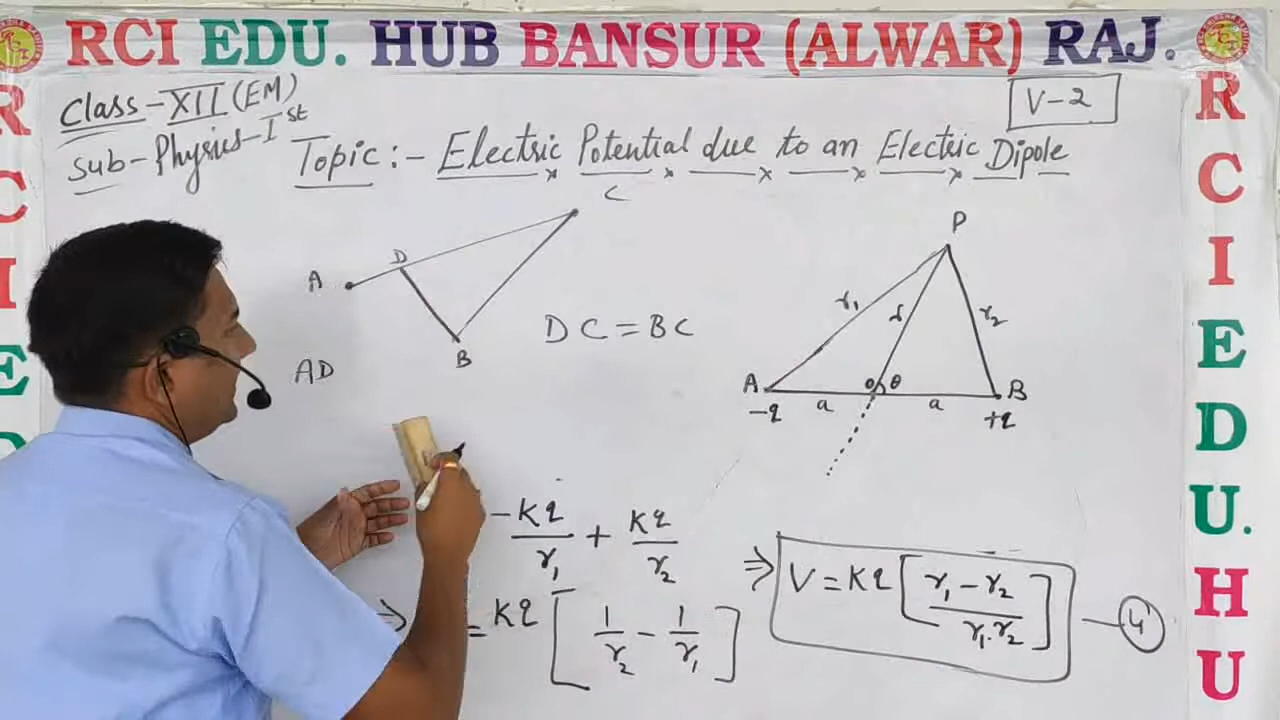 RCI EDU. HUB BANSUR (ALWAR) RAJ.
Class-XII (EM)
V-2
Sub-Physics-Ist
Topic:- Electric Potential due to an Electric Dipole
C
A
D
B
DC=BC
AD
P
r₁
r
r₂
A
O
θ
B
-q
a
a
+q
-Kq/r₁ + Kq/r₂
⇒ V=Kq[(r₁-r₂)/(r₁.r₂)] - 4
⇒ = Kq[1/r₂ - 1/r₁]
R
C
I
E
D
U.
H
U
R
C
I
E